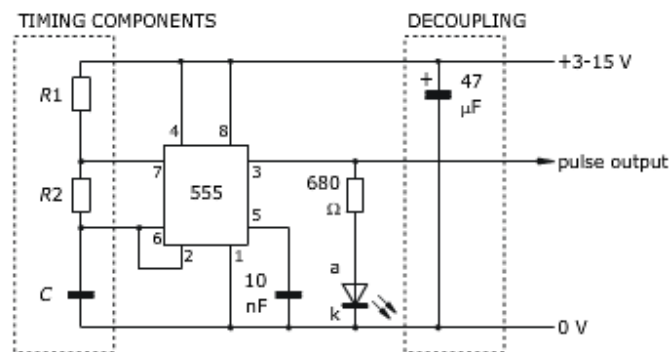 TIMING COMPONENTS
DECOUPLING
+3-15 V
R1
4
8
+ 47
µF
7
3
pulse output
R2
555
680
Ω
6
5
2
1
a
C
10
nF
k
0 V